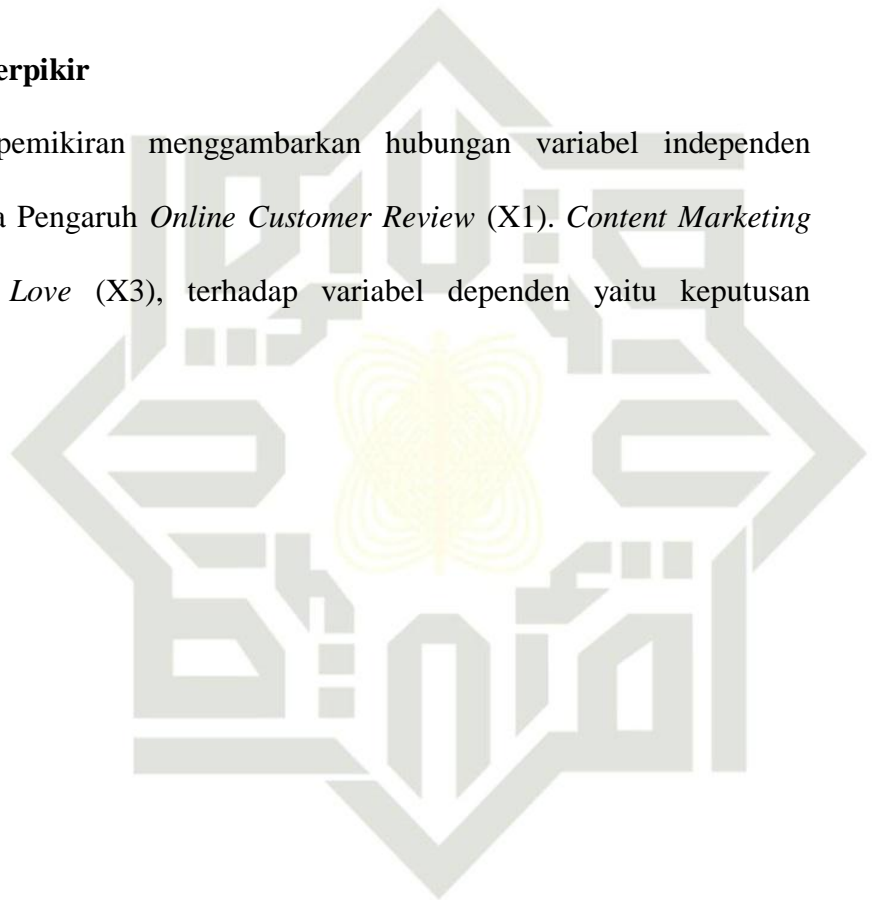 erpikir
pemikiran menggambarkan hubungan variabel independen
a Pengaruh Online Customer Review (X1). Content Marketing
Love (X3), terhadap variabel dependen yaitu keputusan